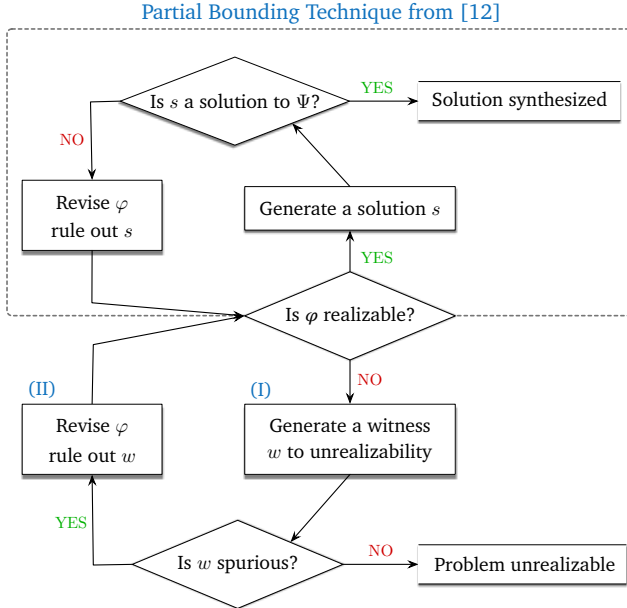 Partial Bounding Technique from [12]
Is s a solution to Ψ?
YES
Solution synthesized
NO
Revise φ
rule out s
Generate a solution s
YES
Is φ realizable?
NO
(II)
(I)
Revise φ
rule out w
Generate a witness
w to unrealizability
YES
Is w spurious?
NO
Problem unrealizable